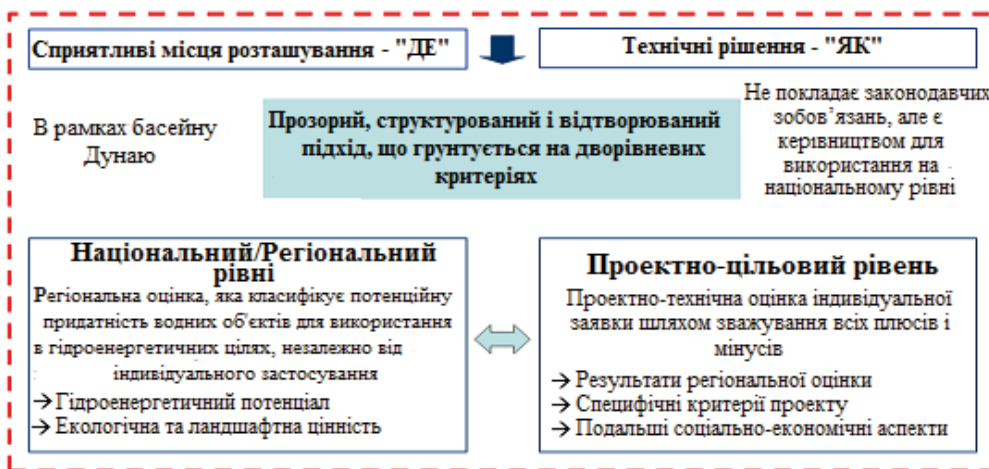 Сприятливі місця розташування - "ДЕ"
Технічні рішення - "ЯК"
В рамках басейну
Дунаю
Прозорий, структурований і відтворюваний
підхід, що грунтується на дворівневих
критеріях
Не покладає законодавчих
зобов’язань, але є
керівництвом для
використання на
національному рівні
Національний/Регіональний
рівні
Регіональна оцінка, яка класифікує потенційну
придатність водних об'єктів для використання
в гідроенергетичних цілях, незалежно від
індивідуального застосування
→ Гідроенергетичний потенціал
→ Екологічна та ландшафтна цінність
Проектно-цільовий рівень
Проектно-технічна оцінка індивідуальної
заявки шляхом зважування всіх плюсів і
мінусів
→ Результати регіональної оцінки
→ Специфічні критерії проекту
→ Подальші соціально-економічні аспекти